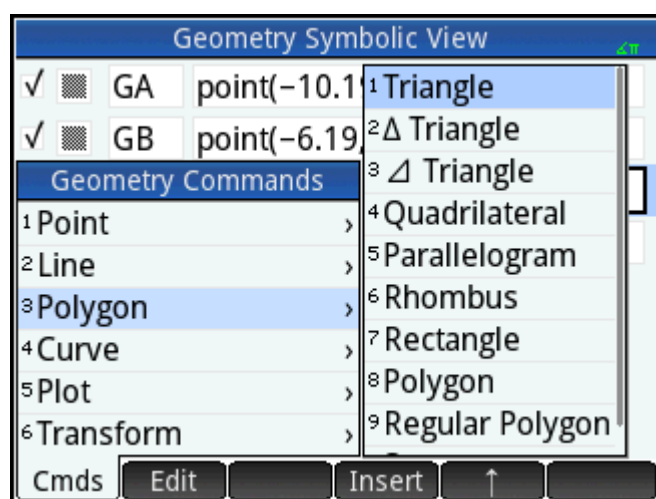 Geometry Symbolic View
∡π
√ GA point(-10.19
√ GB point(-6.19,
Geometry Commands
1 Point ›
2 Line ›
3 Polygon ›
4 Curve ›
5 Plot ›
6 Transform ›
1 Triangle
2 Δ Triangle
3 ⊿ Triangle
4 Quadrilateral
5 Parallelogram
6 Rhombus
7 Rectangle
8 Polygon
9 Regular Polygon
Cmds Edit Insert ↑